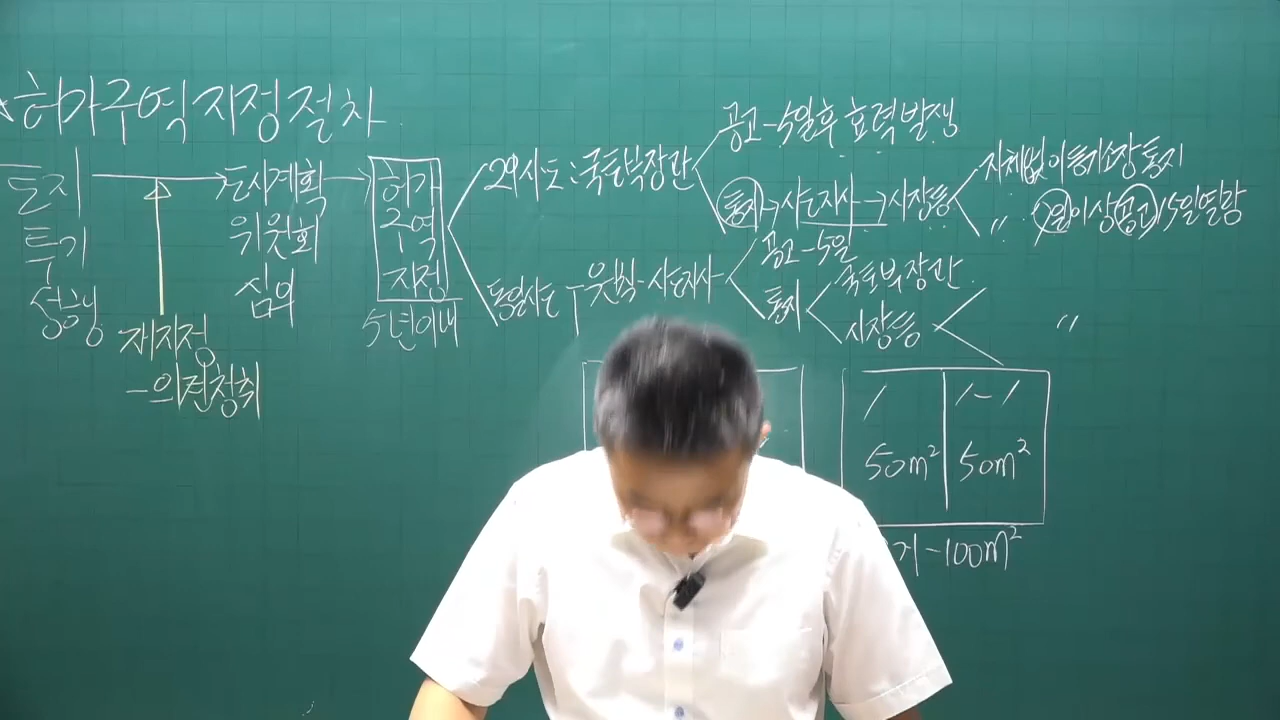 허가구역 지정절차
토지 투기 성행
재지정
-의견청취
도시계획 위원회 심의
허가 구역 지정
5년이내
2이상시·도 : 국토부장관
공고-5일후 효력발생
통지→시·도지사→시장등
지체없이 등기소장 통지
〃 7일이상 공고 15일 열람
동일시·도
원칙-시·도지사
공고-5일
통지
국토부장관
시장등
〃
1
1-1
50m²
50m²
거-100m²